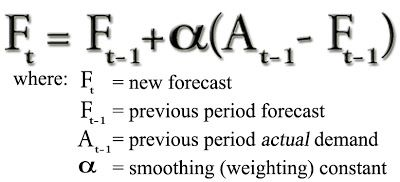 Fₜ = Fₜ₋₁+α(Aₜ₋₁- Fₜ₋₁)
where: Fₜ = new forecast
Fₜ₋₁ = previous period forecast
Aₜ₋₁= previous period actual demand
α = smoothing (weighting) constant